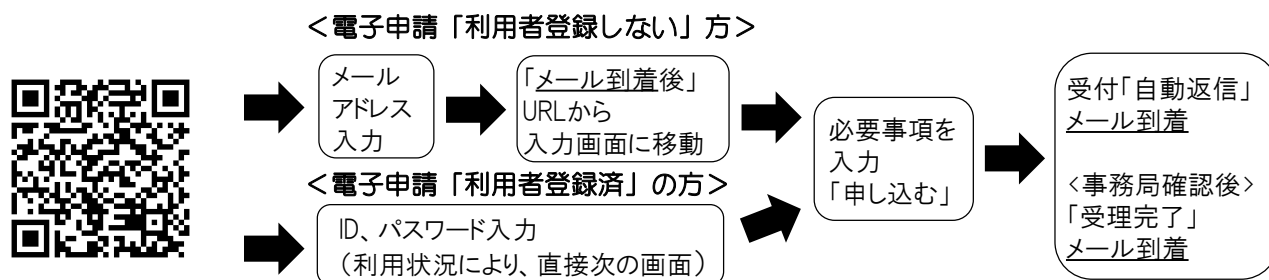 ＜電子申請「利用者登録しない」方＞
メール
アドレス
入力
「メール到着後」
URLから
入力画面に移動
＜電子申請「利用者登録済」の方＞
ID、パスワード入力
（利用状況により、直接次の画面）
必要事項を
入力
「申し込む」
受付「自動返信」
メール到着
<事務局確認後>
「受理完了」
メール到着